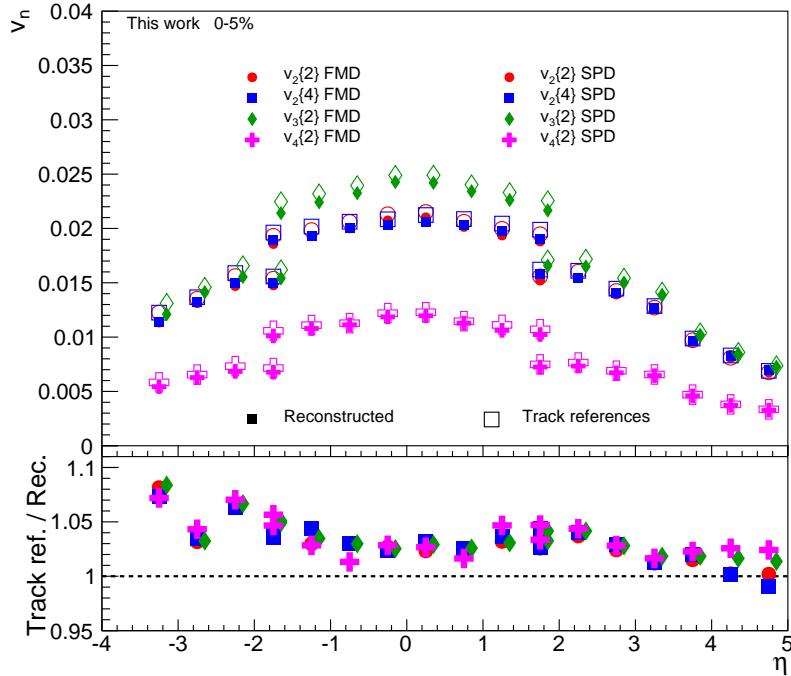 v_n
This work 0-5%
0.04
0.035
0.03
0.025
0.02
0.015
0.01
0.005
0
v_2{2} FMD
v_2{4} FMD
v_3{2} FMD
v_4{2} FMD
v_2{2} SPD
v_2{4} SPD
v_3{2} SPD
v_4{2} SPD
Reconstructed Track references
Track ref. / Rec.
1.1
1.05
1
0.95
-4 -3 -2 -1 0 1 2 3 4 5
η